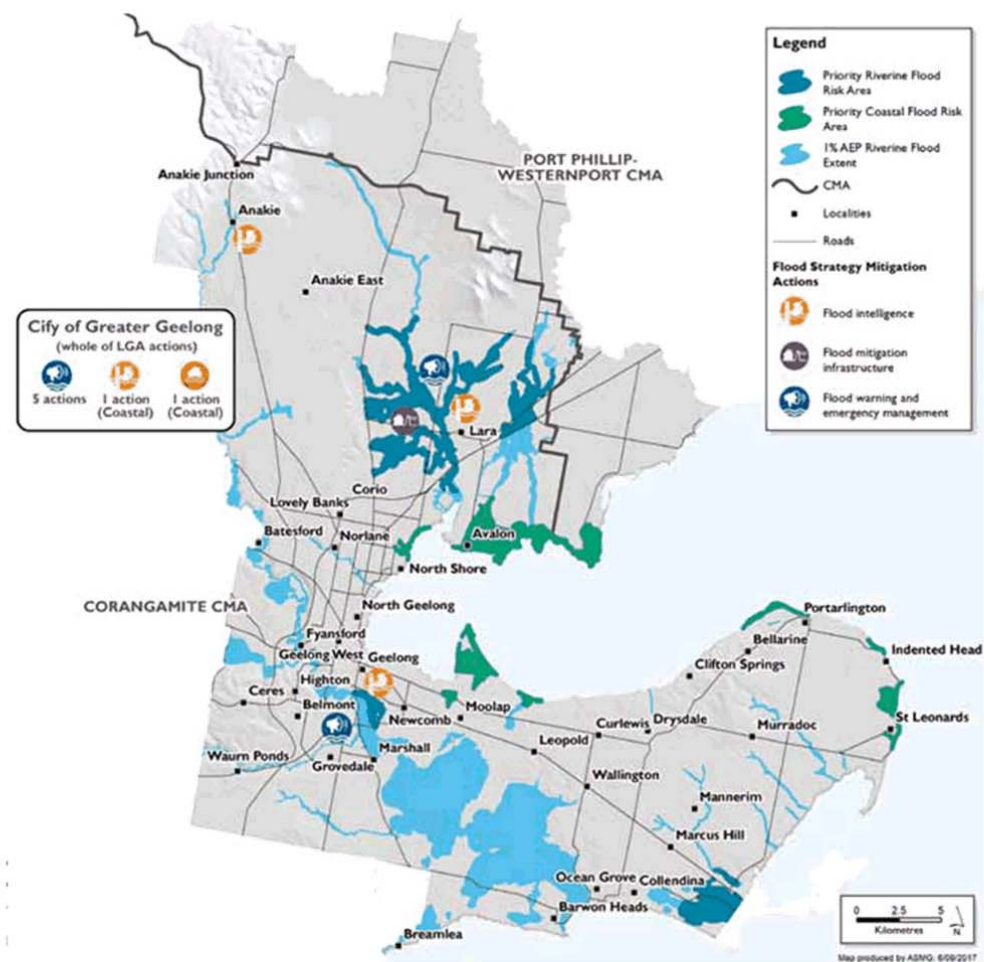 Legend
Priority Riverine Flood
Risk Area
Priority Coastal Flood Risk
Area
1% AEP Riverine Flood
Extent
CMA
Localities
Roads
Flood Strategy Mitigation
Actions
Flood intelligence
Flood mitigation
infrastructure
Flood warning and
emergency management
PORT PHILLIP-
WESTERNPORT CMA
Anakie Junction
Anakie
Anakie East
City of Greater Geelong
(whole of LGA actions)
5 actions
1 action
(Coastal)
1 action
(Coastal)
Lara
Corio
Lovely Banks
Batesford
Norlane
Avalon
North Shore
CORANGAMITE CMA
North Geelong
Portarlington
Fyansford
Bellarine
Indented Head
Geelong West
Geelong
Clifton Springs
Highton
Ceres
Belmont
Newcomb
Moolap
Curlewis
Drysdale
Murradoc
St Leonards
Marshall
Leopold
Waurn Ponds
Grovedale
Wallington
Mannerim
Marcus Hill
Ocean Grove
Collendina
Barwon Heads
Breamlea
0 2.5 5
Kilometres
N
Map produced by ASMG: 6/09/2017